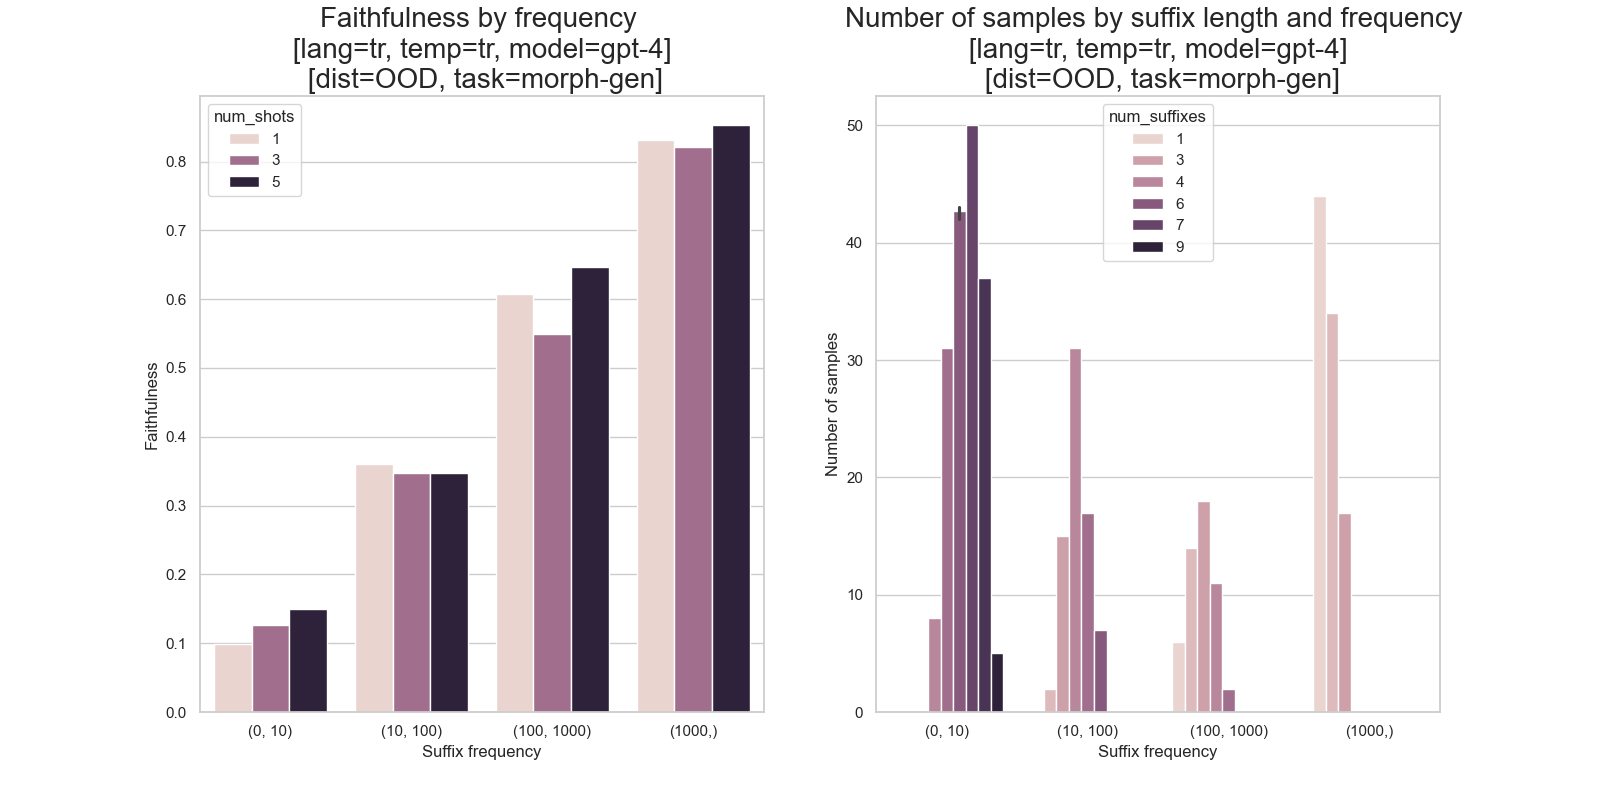 Faithfulness by frequency
[lang=tr, temp=tr, model=gpt-4]
[dist=OOD, task=morph-gen]
num_shots
1
3
5
0.8
0.7
0.6
0.5
0.4
0.3
0.2
0.1
0.0
Faithfulness
(0, 10)
(10, 100)
(100, 1000)
(1000,)
Suffix frequency
Number of samples by suffix length and frequency
[lang=tr, temp=tr, model=gpt-4]
[dist=OOD, task=morph-gen]
num_suffixes
1
3
4
6
7
9
50
40
30
20
10
0
Number of samples
(0, 10)
(10, 100)
(100, 1000)
(1000,)
Suffix frequency